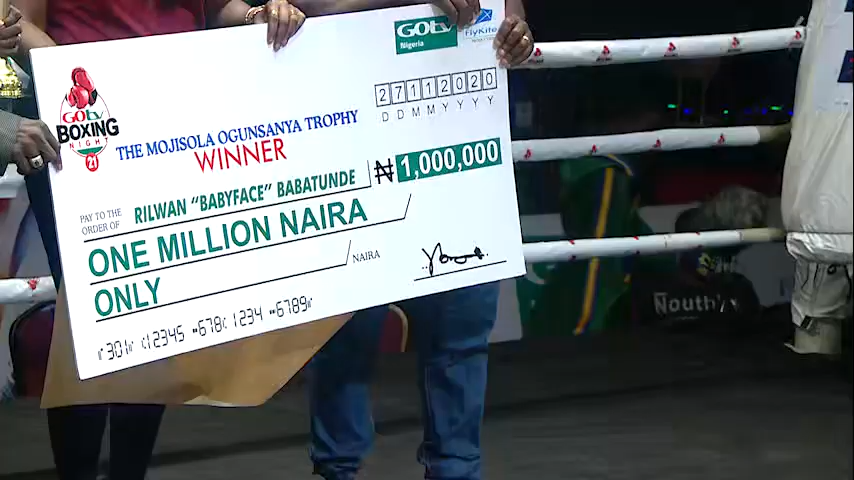 GOtv
Nigeria
FlyKite
GOtv
BOXING
NIGHT
21
27112020
DDMMYYYY
THE MOJISOLA OGUNSANYA TROPHY
WINNER
₦ 1,000,000
PAY TO THE
ORDER OF
RILWAN "BABYFACE" BABATUNDE
ONE MILLION NAIRA
ONLY
NAIRA
⑈301⑈ ⑆12345 ⑉678⑆ 1234 ⑉6789⑈